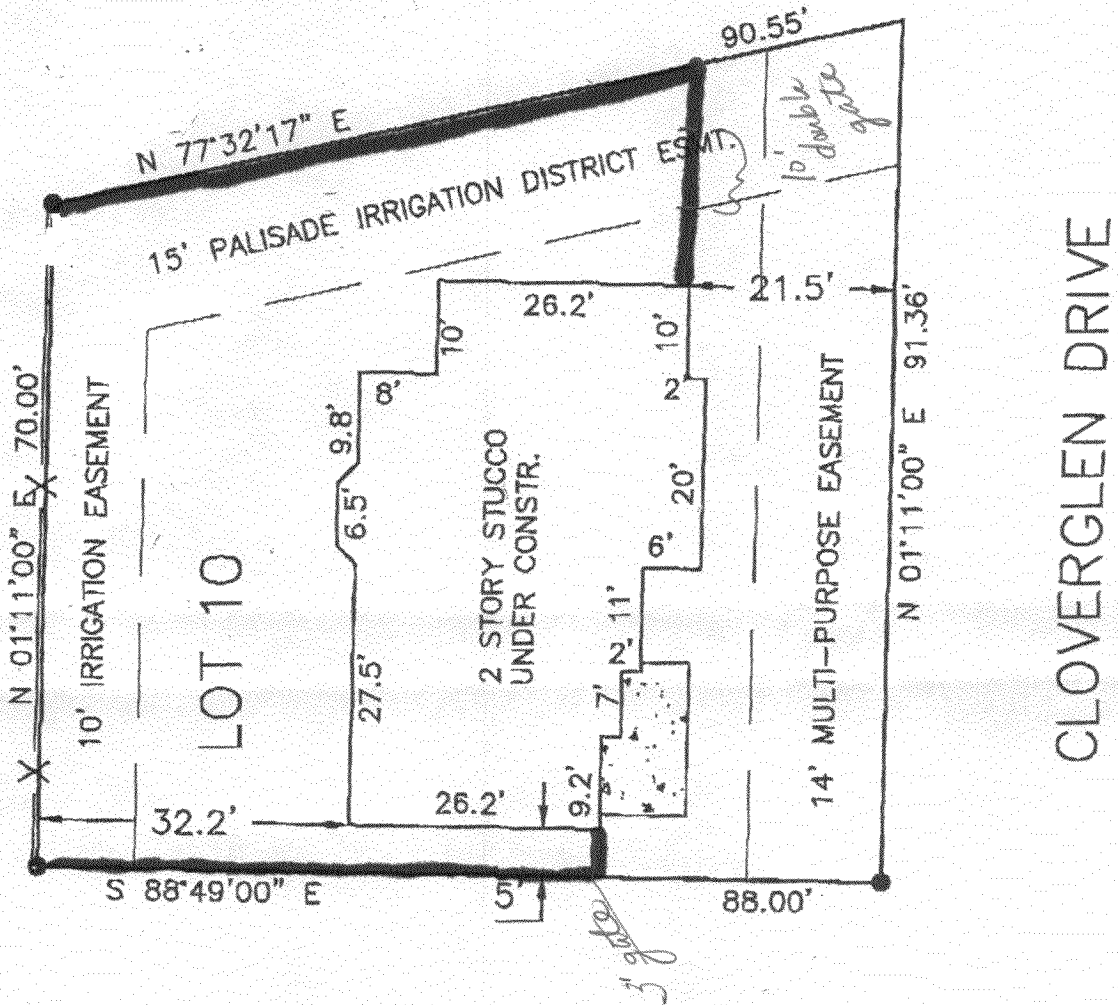 90.55'
N 77°32'17" E
15' PALISADE IRRIGATION DISTRICT ESMT.
10'
double
gate
N 01°11'00" E 70.00'
10' IRRIGATION EASEMENT
LOT 10
26.2'
10'
8'
9.8'
6.5'
27.5'
21.5'
10'
2'
20'
6'
11'
2'
7'
9.2'
2 STORY STUCCO
UNDER CONSTR.
14' MULTI-PURPOSE EASEMENT
N 01°11'00" E 91.36'
CLOVERGLEN DRIVE
32.2'
26.2'
S 88°49'00" E
5'
88.00'
gate